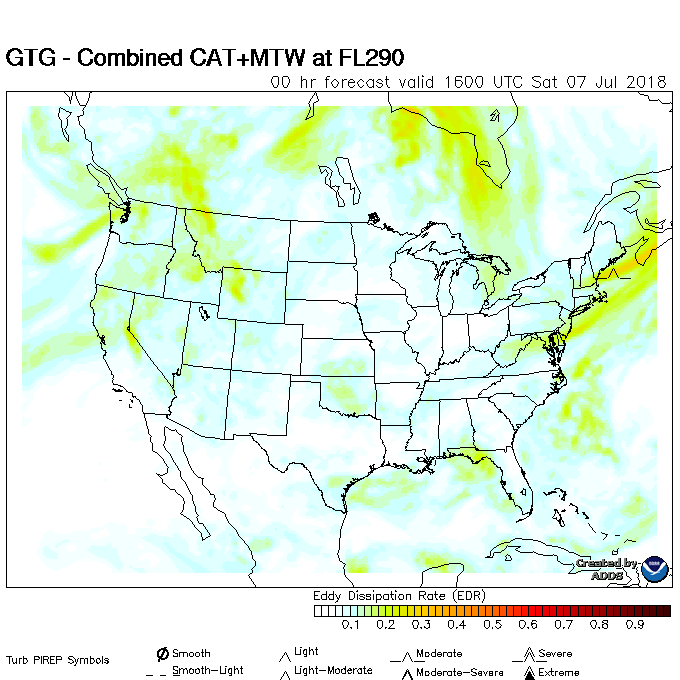 GTG - Combined CAT+MTW at FL290
00 hr forecast valid 1600 UTC Sat 07 Jul 2018
Created by
ADDS
Eddy Dissipation Rate (EDR)
0.1 0.2 0.3 0.4 0.5 0.6 0.7 0.8 0.9
Turb PIREP Symbols
Smooth Light Moderate Severe
Smooth-Light Light-Moderate Moderate-Severe Extreme